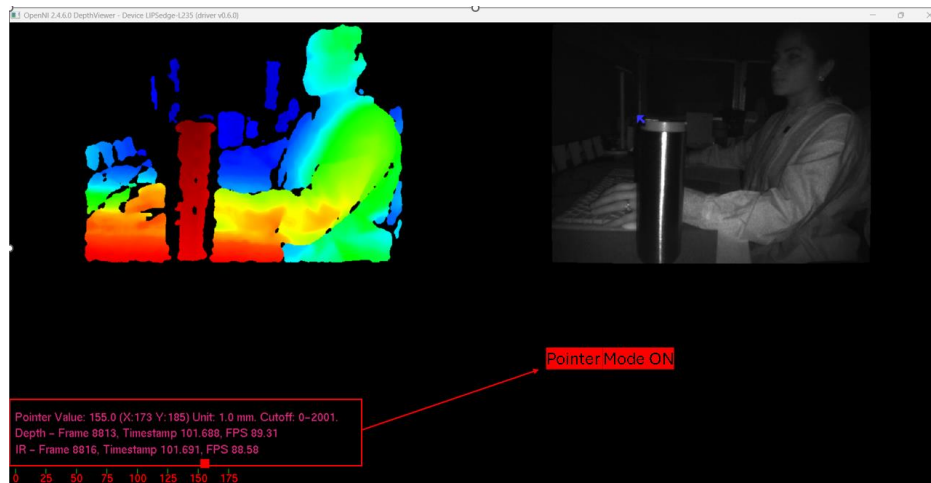 OpenNI 2.4.6.0 DepthViewer - Device LIPSedge-L235 (driver v0.6.0)
Pointer Mode ON
Pointer Value: 155.0 (X:173 Y:185) Unit: 1.0 mm. Cutoff: 0-2001.
Depth - Frame 8813, Timestamp 101.688, FPS 89.31
IR - Frame 8816, Timestamp 101.691, FPS 88.58
0 25 50 75 100 125 150 175